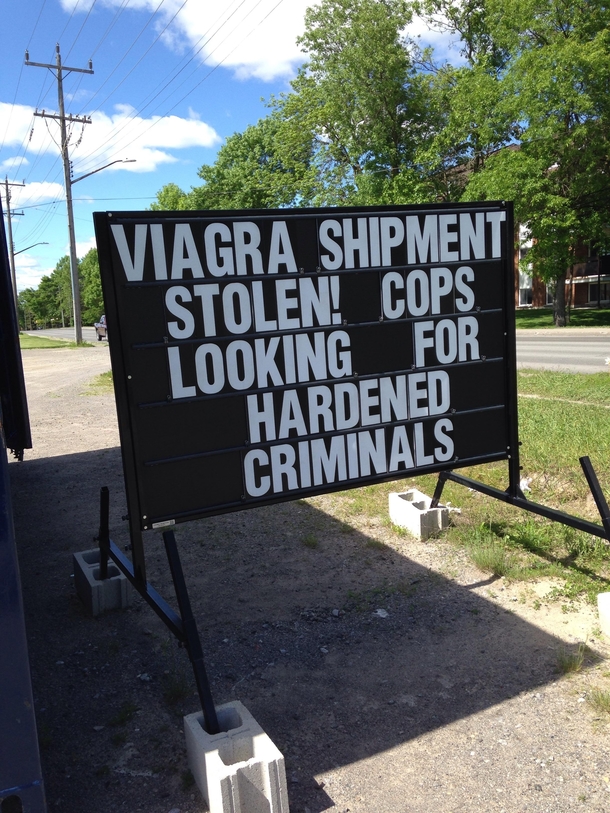 VIAGRA SHIPMENT
STOLEN! COPS
LOOKING FOR
HARDENED
CRIMINALS